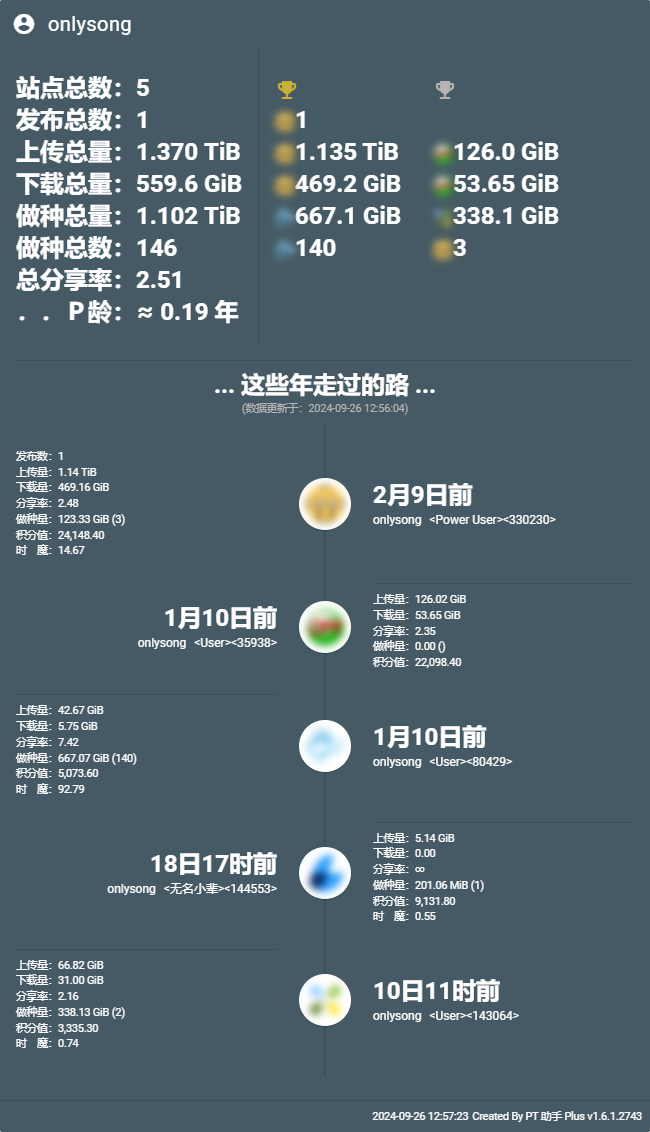 onlysong
站点总数：5
发布总数：1 1
上传总量：1.370 TiB 1.135 TiB 126.0 GiB
下载总量：559.6 GiB 469.2 GiB 53.65 GiB
做种总量：1.102 TiB 667.1 GiB 338.1 GiB
做种总数：146 140 3
总分享率：2.51
．．P龄：≈ 0.19 年
... 这些年走过的路 ...
(数据更新于：2024-09-26 12:56:04)
发布数：1
上传量：1.14 TiB
下载量：469.16 GiB
分享率：2.48
做种量：123.33 GiB (3)
积分值：24,148.40
时　魔：14.67
2月9日前
onlysong <Power User><330230>
1月10日前
onlysong <User><35938>
上传量：126.02 GiB
下载量：53.65 GiB
分享率：2.35
做种量：0.00 ()
积分值：22,098.40
上传量：42.67 GiB
下载量：5.75 GiB
分享率：7.42
做种量：667.07 GiB (140)
积分值：5,073.60
时　魔：92.79
1月10日前
onlysong <User><80429>
18日17时前
onlysong <无名小辈><144553>
上传量：5.14 GiB
下载量：0.00
分享率：∞
做种量：201.06 MiB (1)
积分值：9,131.80
时　魔：0.55
上传量：66.82 GiB
下载量：31.00 GiB
分享率：2.16
做种量：338.13 GiB (2)
积分值：3,335.30
时　魔：0.74
10日11时前
onlysong <User><143064>
2024-09-26 12:57:23 Created By PT 助手 Plus v1.6.1.2743